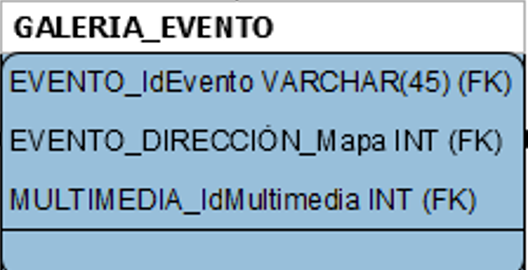 GALERIA_EVENTO
EVENTO_IdEvento VARCHAR(45) (FK)
EVENTO_DIRECCIÓN_Mapa INT (FK)
MULTIMEDIA_IdMultimedia INT (FK)